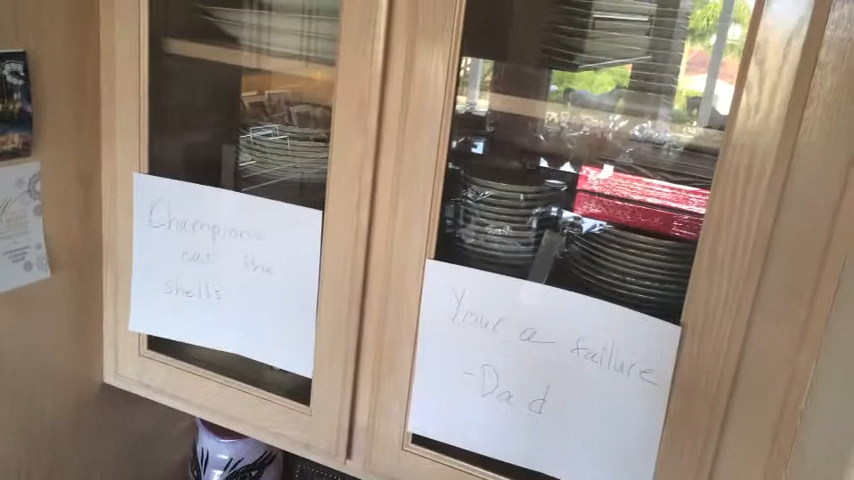 Champions
eat the
shells
Your a failure
-Dad